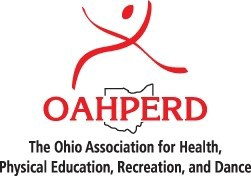 OAHPERD
The Ohio Association for Health,
Physical Education, Recreation, and Dance